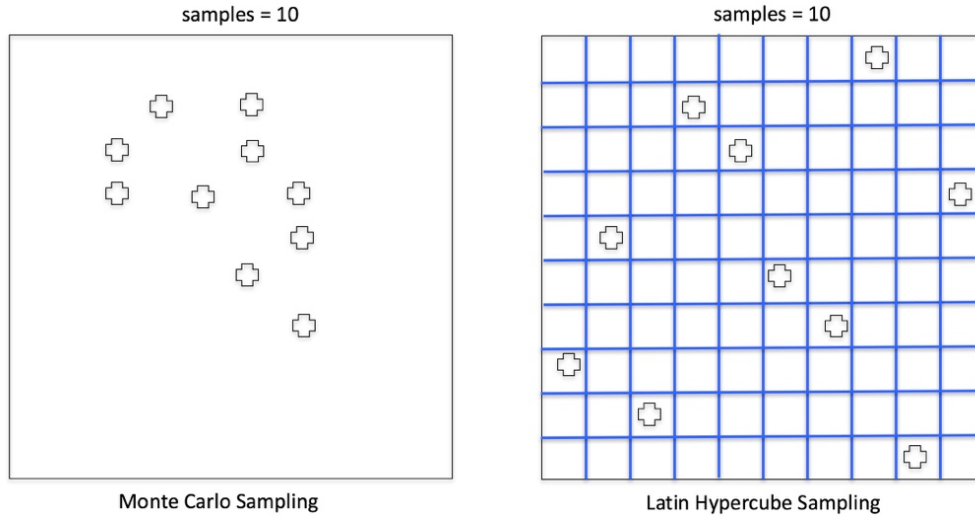 samples = 10
samples = 10
Monte Carlo Sampling
Latin Hypercube Sampling